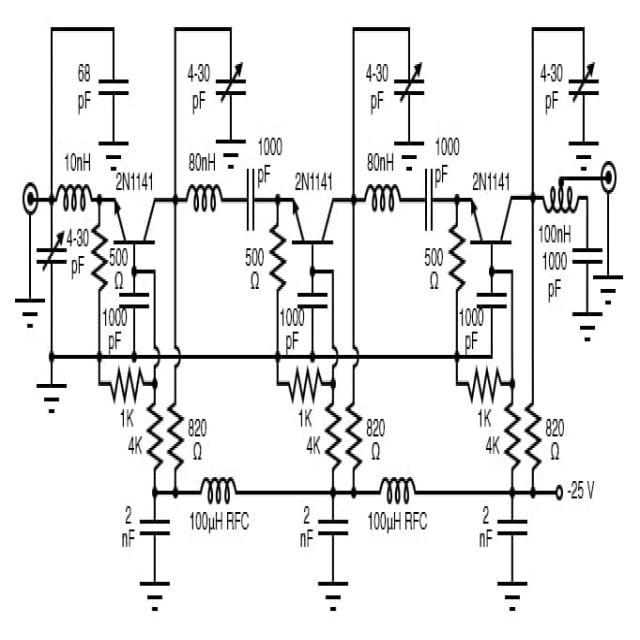 68
pF
4-30
pF
4-30
pF
4-30
pF
10nH
2N1141
80nH
1000
pF
2N1141
80nH
1000
pF
2N1141
4-30
pF
500
Ω
500
Ω
500
Ω
100nH
1000
pF
1000
pF
1000
pF
1000
pF
1K
1K
1K
4K
820
Ω
4K
820
Ω
4K
820
Ω
-25 V
2
nF
100µH RFC
2
nF
100µH RFC
2
nF